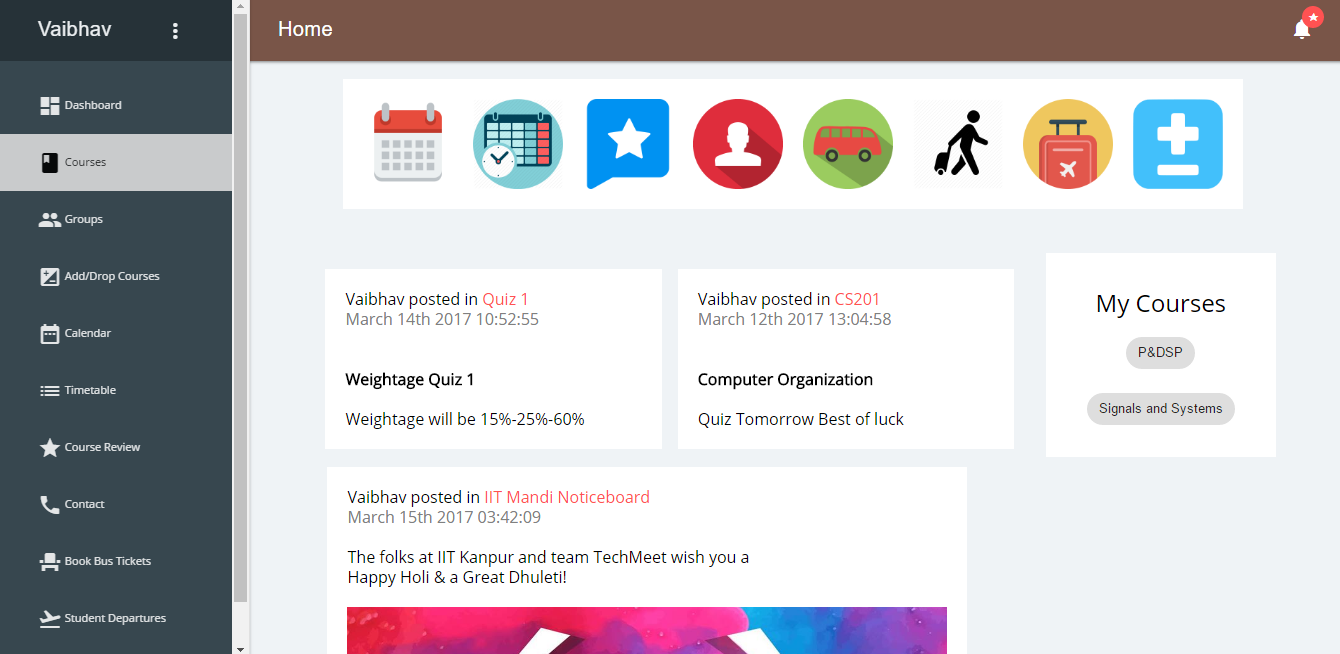 Vaibhav
Home
Dashboard
Courses
Groups
Add/Drop Courses
Calendar
Timetable
Course Review
Contact
Book Bus Tickets
Student Departures
Vaibhav posted in Quiz 1
March 14th 2017 10:52:55
Weightage Quiz 1
Weightage will be 15%-25%-60%
Vaibhav posted in CS201
March 12th 2017 13:04:58
Computer Organization
Quiz Tomorrow Best of luck
My Courses
P&DSP
Signals and Systems
Vaibhav posted in IIT Mandi Noticeboard
March 15th 2017 03:42:09
The folks at IIT Kanpur and team TechMeet wish you a
Happy Holi & a Great Dhuleti!